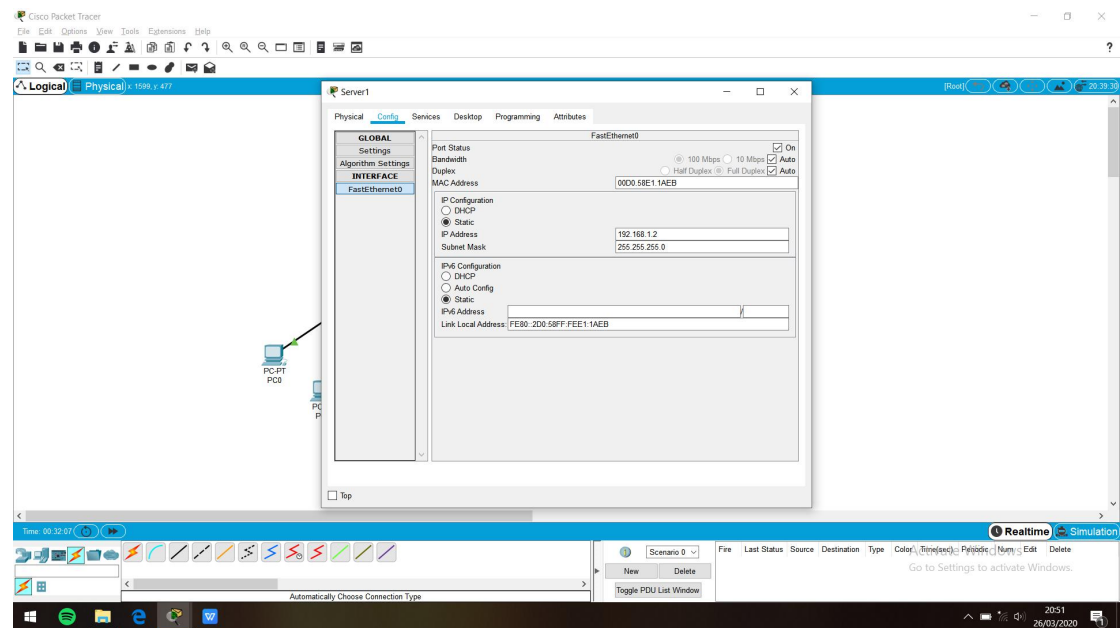 Cisco Packet Tracer
File Edit Options View Tools Extensions Help
?
Logical Physical x: 1599, y: 477
[Root] 20:39:30
Server1
Physical Config Services Desktop Programming Attributes
GLOBAL
Settings
Algorithm Settings
INTERFACE
FastEthernet0
FastEthernet0
Port Status On
Bandwidth 100 Mbps 10 Mbps Auto
Duplex Half Duplex Full Duplex Auto
MAC Address 00D0.58E1.1AEB
IP Configuration
DHCP
Static
IP Address 192.168.1.2
Subnet Mask 255.255.255.0
IPv6 Configuration
DHCP
Auto Config
Static
IPv6 Address /
Link Local Address: FE80::2D0:58FF:FEE1:1AEB
Top
PC-PT
PC0
PC
P
Time: 00:32:07
Realtime Simulation
Scenario 0
New Delete
Toggle PDU List Window
Fire Last Status Source Destination Type Color Time(sec) Periodic Num Edit Delete
Activate Windows
Go to Settings to activate Windows.
Automatically Choose Connection Type
20:51
26/03/2020